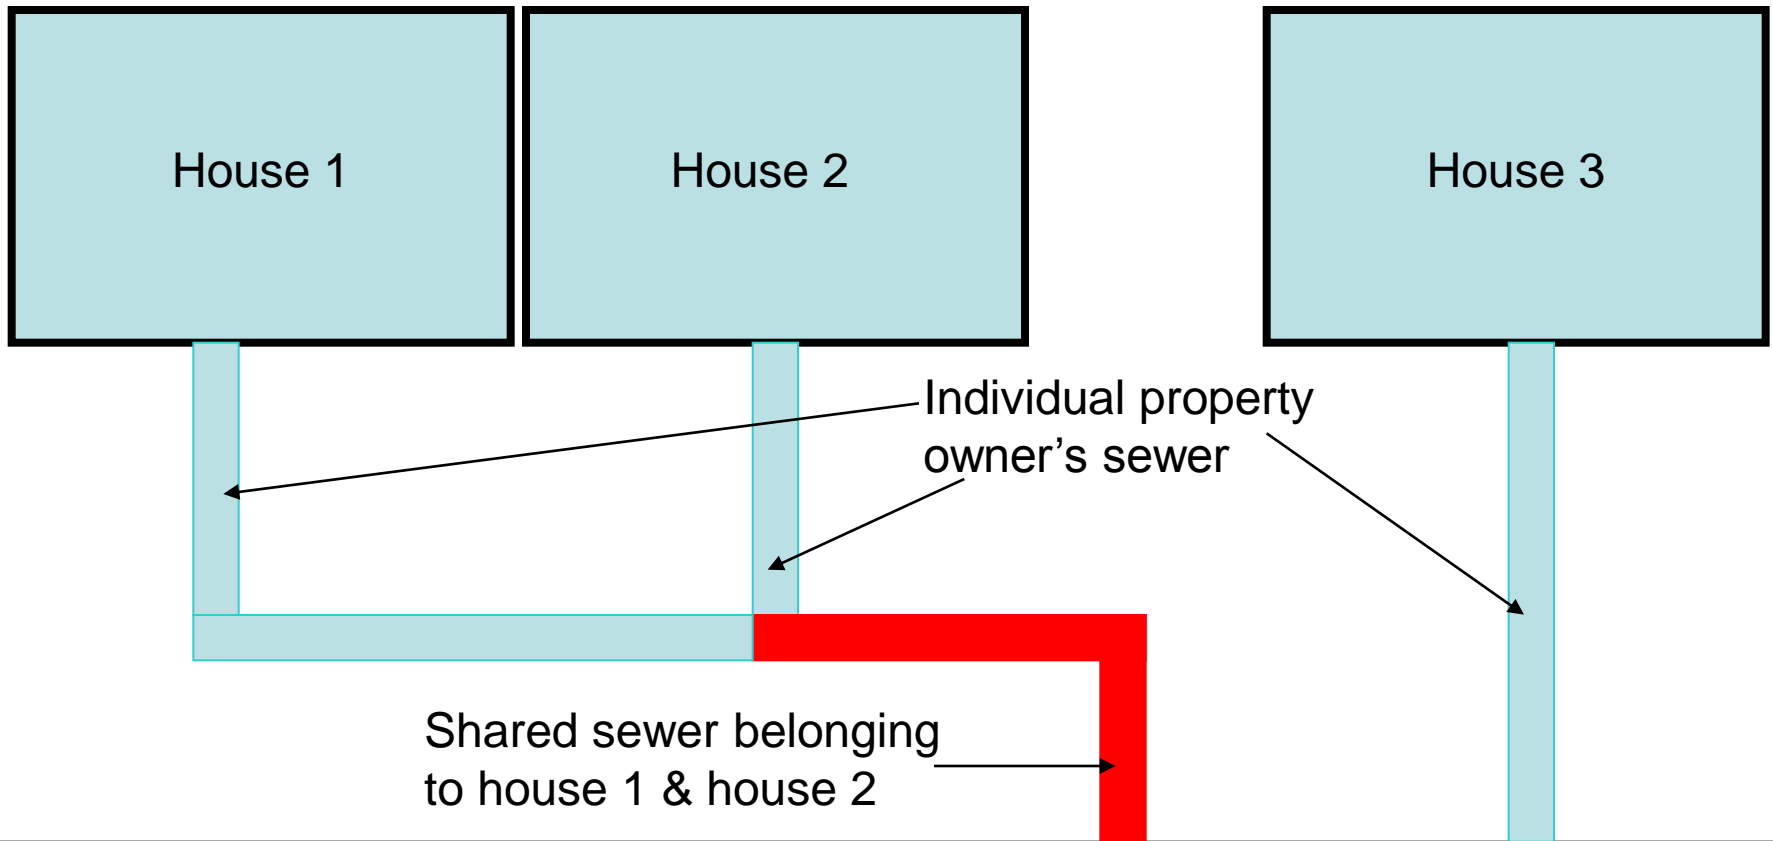 House 1
House 2
House 3
Individual property
owner’s sewer
Shared sewer belonging
to house 1 & house 2